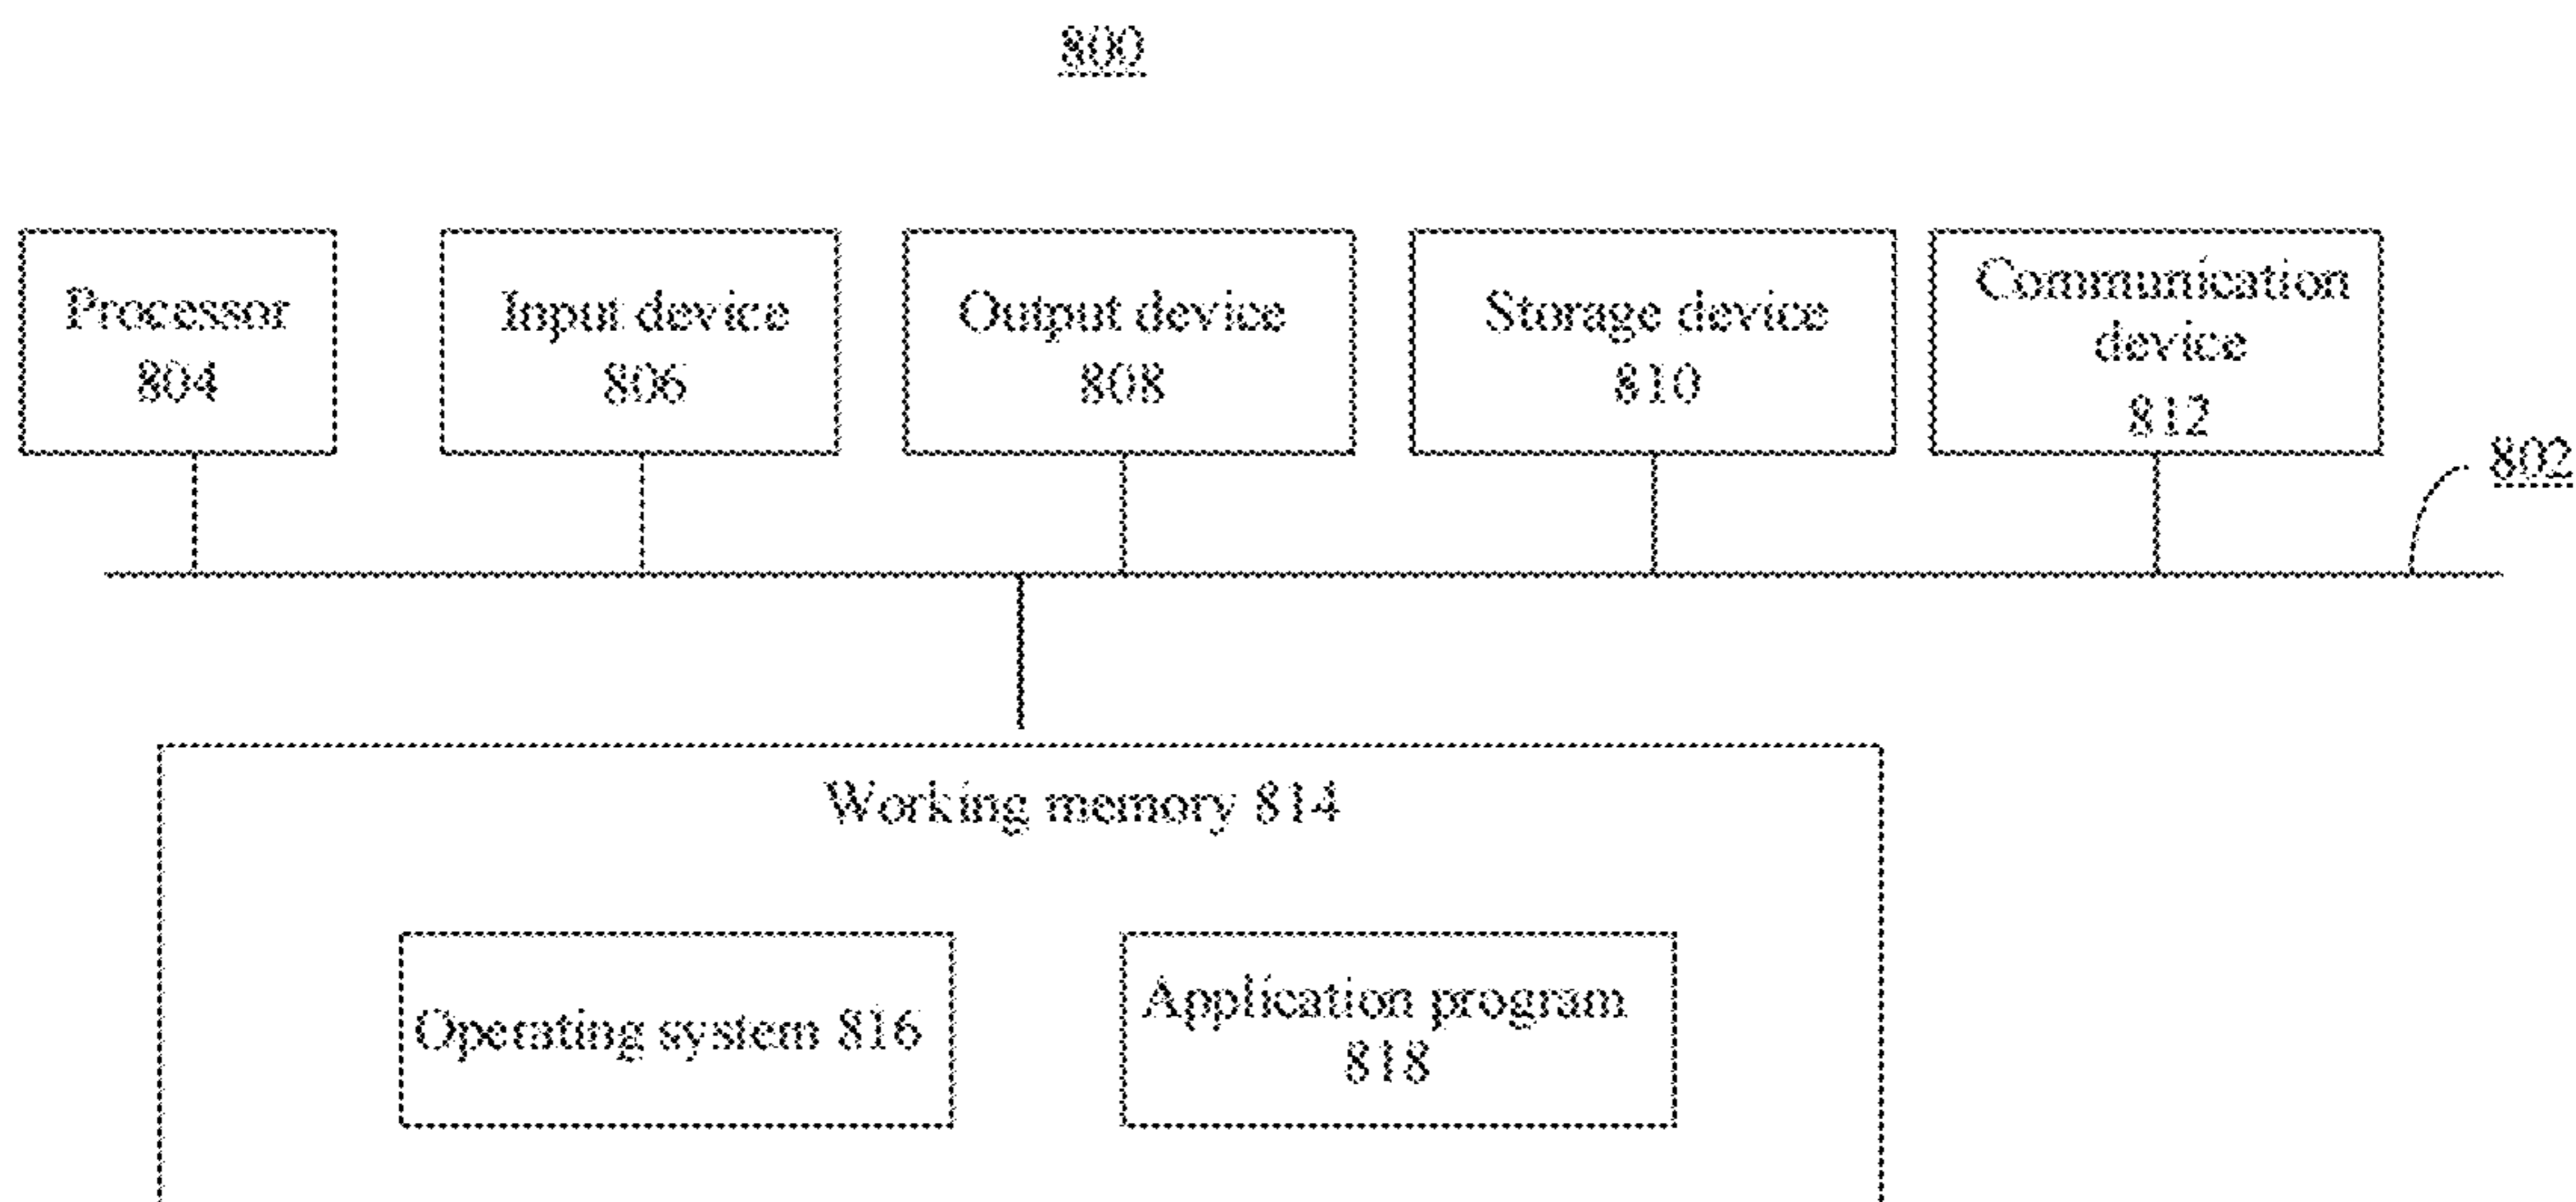 800
Processor
804
Input device
806
Output device
808
Storage device
810
Communication
device
812
802
Working memory 814
Operating system 816
Application program
818